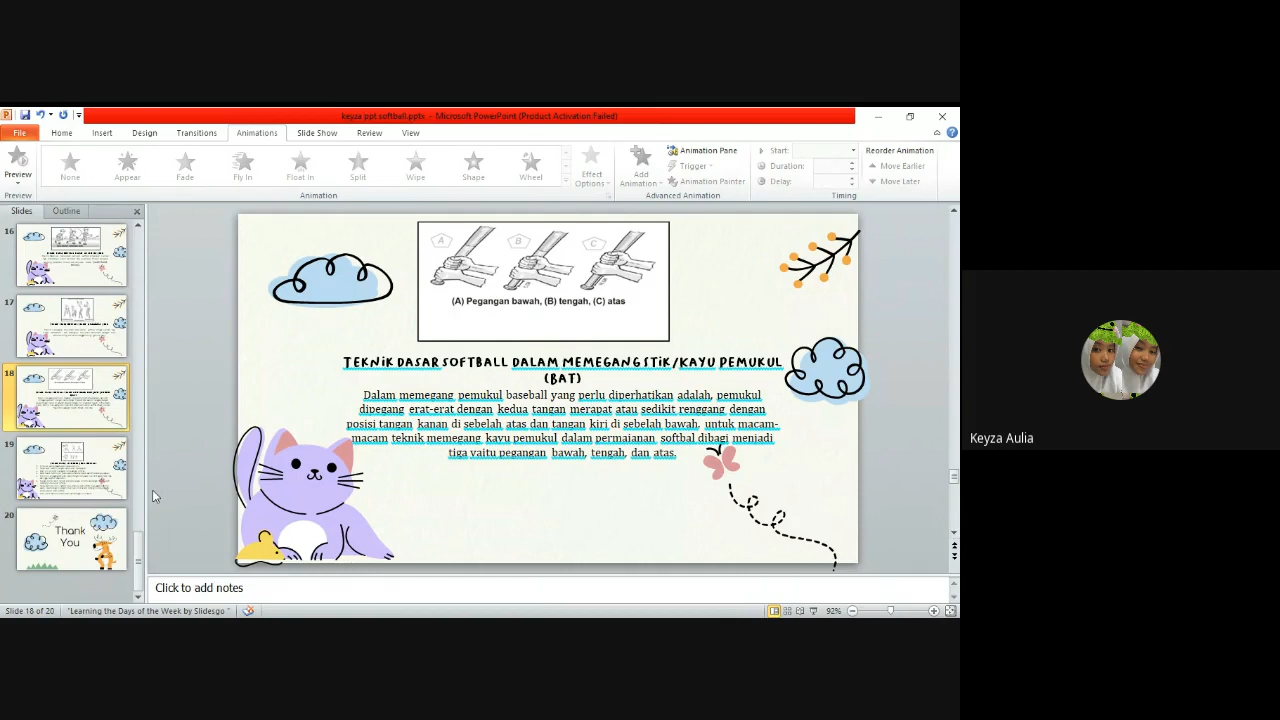 keyza ppt softball.pptx - Microsoft PowerPoint (Product Activation Failed)
File Home Insert Design Transitions Animations Slide Show Review View
Preview
None Appear Fade Fly In Float In Split Wipe Shape Wheel
Effect Options
Add Animation
Animation Pane
Trigger
Animation Painter
Start:
Duration:
Delay:
Reorder Animation
Move Earlier
Move Later
Preview Animation Advanced Animation Timing
Slides Outline
16
17
18
19
20
Thank
You
A B C
(A) Pegangan bawah, (B) tengah, (C) atas
TEKNIK DASAR SOFTBALL DALAM MEMEGANG STIK/KAYU PEMUKUL
(BAT)
Dalam memegang pemukul baseball yang perlu diperhatikan adalah, pemukul
dipegang erat-erat dengan kedua tangan merapat atau sedikit renggang dengan
posisi tangan kanan di sebelah atas dan tangan kiri di sebelah bawah, untuk macam-
macam teknik memegang kayu pemukul dalam permaianan softbal dibagi menjadi
tiga yaitu pegangan bawah, tengah, dan atas.
Click to add notes
Slide 18 of 20 "Learning the Days of the Week by Slidesgo" 92%
Keyza Aulia